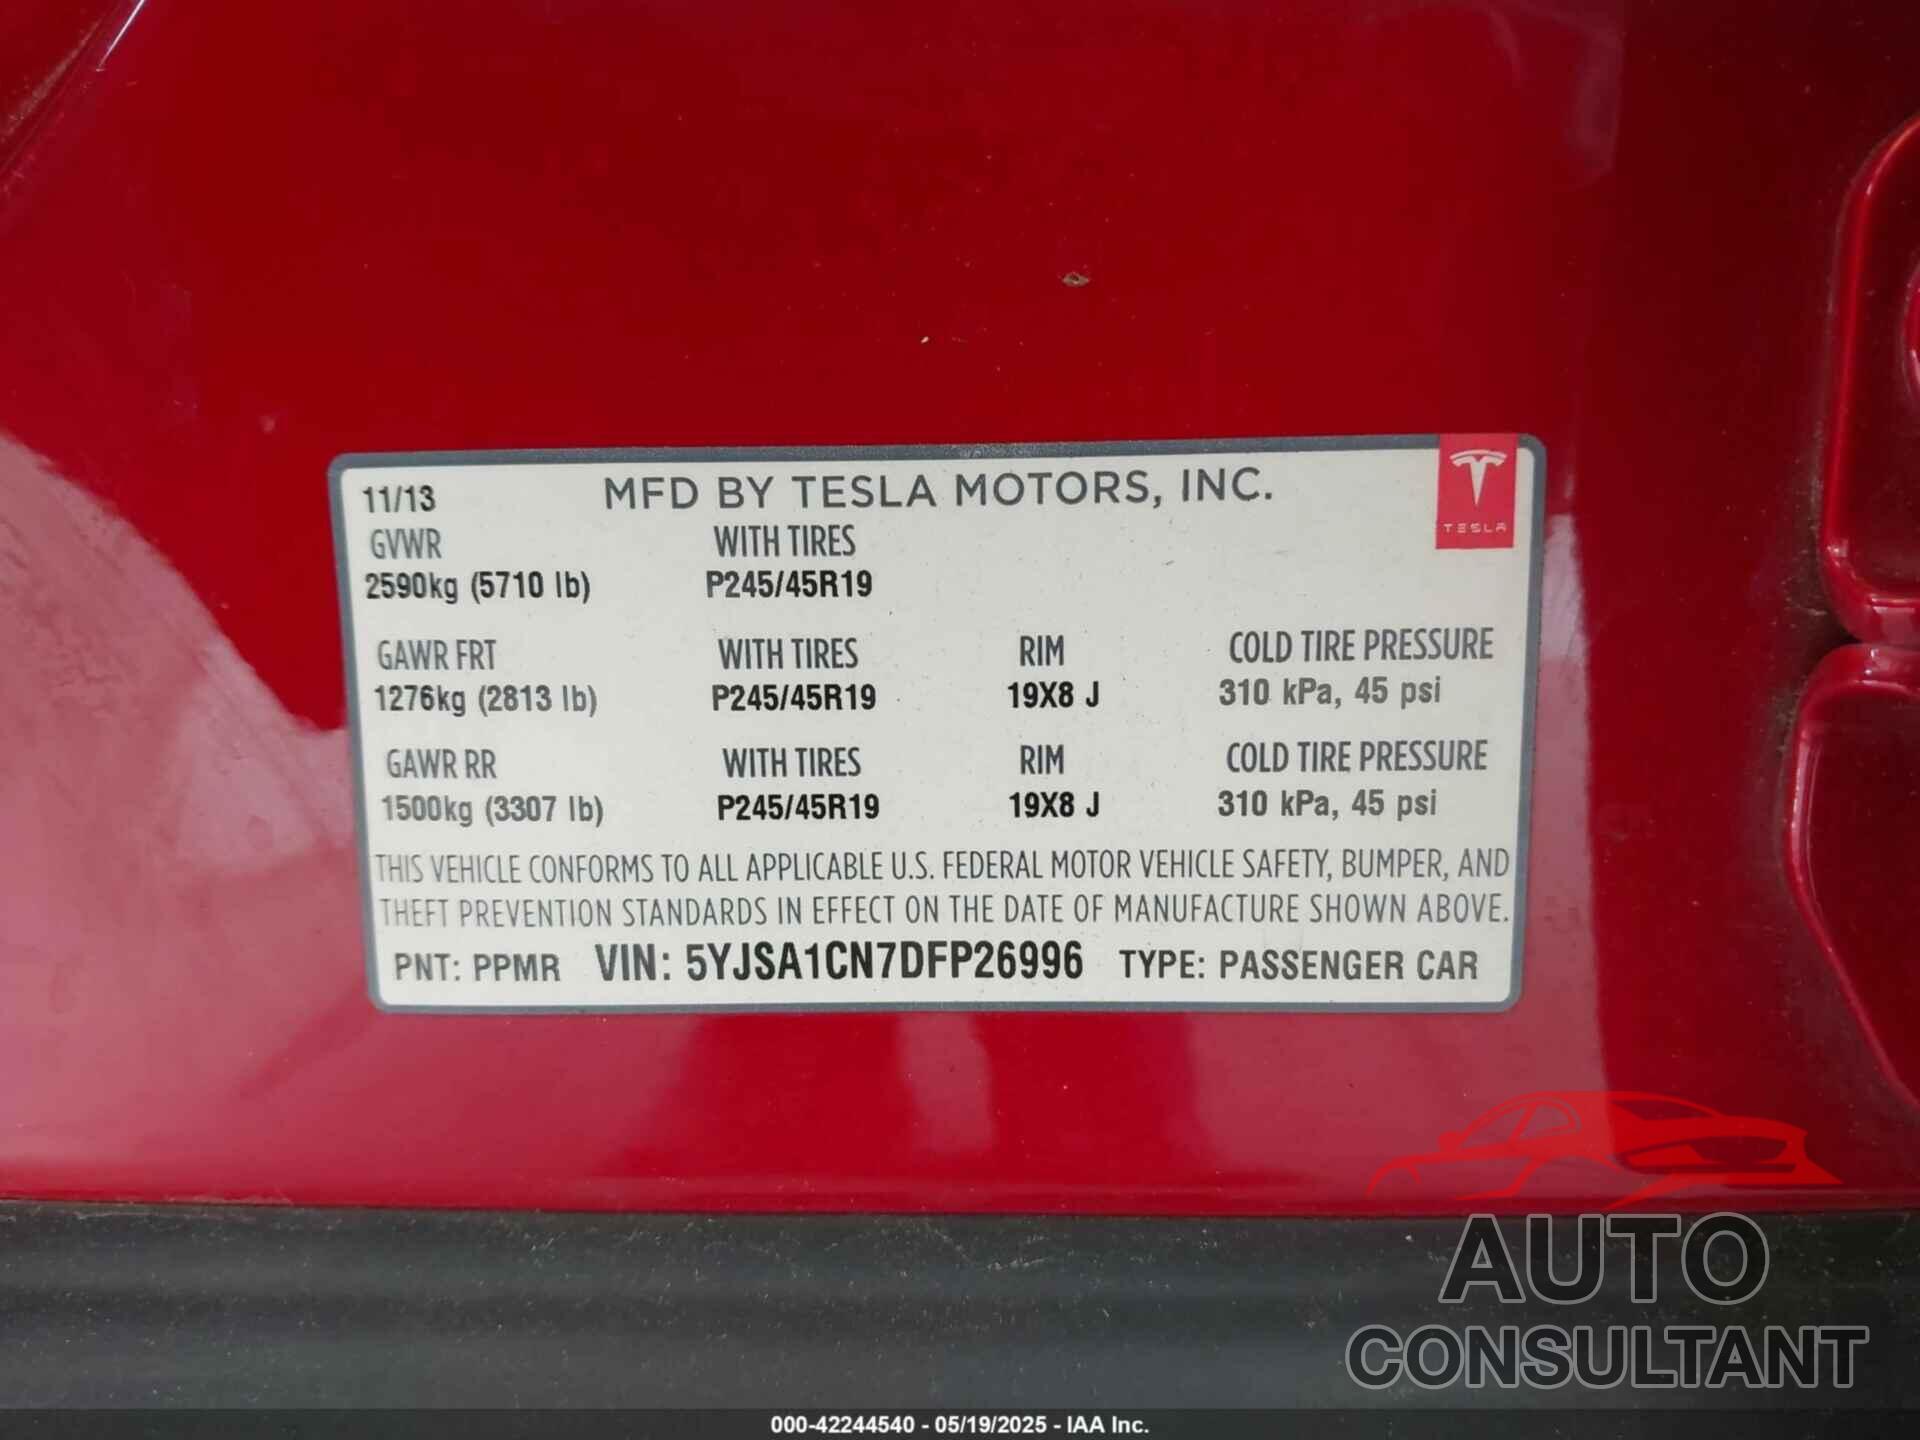 11/13 MFD BY TESLA MOTORS, INC.
TESLA
GVWR WITH TIRES
2590kg (5710 lb) P245/45R19
GAWR FRT WITH TIRES RIM COLD TIRE PRESSURE
1276kg (2813 lb) P245/45R19 19X8 J 310 kPa, 45 psi
GAWR RR WITH TIRES RIM COLD TIRE PRESSURE
1500kg (3307 lb) P245/45R19 19X8 J 310 kPa, 45 psi
THIS VEHICLE CONFORMS TO ALL APPLICABLE U.S. FEDERAL MOTOR VEHICLE SAFETY, BUMPER, AND
THEFT PREVENTION STANDARDS IN EFFECT ON THE DATE OF MANUFACTURE SHOWN ABOVE.
PNT: PPMR VIN: 5YJSA1CN7DFP26996 TYPE: PASSENGER CAR
AUTO
CONSULTANT
000-42244540 - 05/19/2025 - IAA Inc.